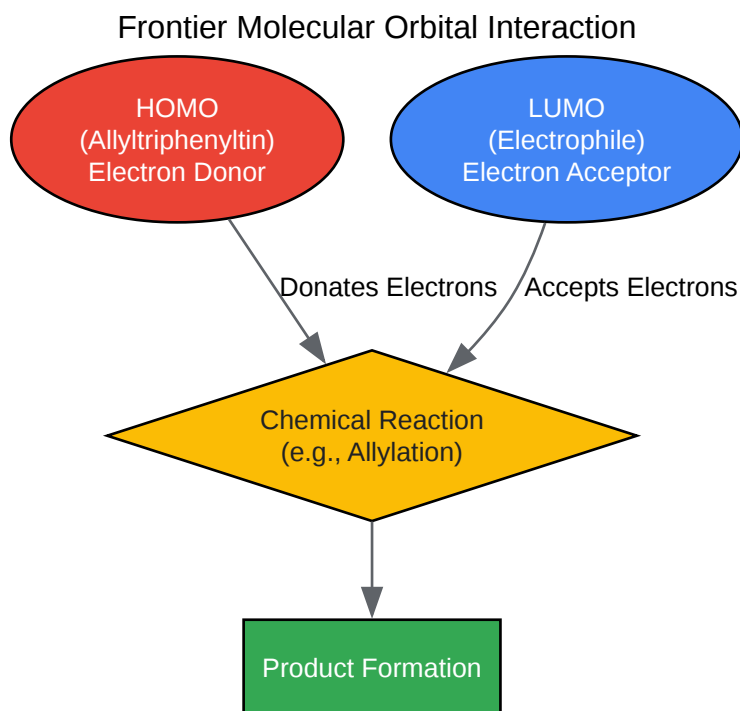 Frontier Molecular Orbital Interaction
HOMO
(Allyltriphenyltin)
Electron Donor
LUMO
(Electrophile)
Electron Acceptor
Donates Electrons
Accepts Electrons
Chemical Reaction
(e.g., Allylation)
Product Formation